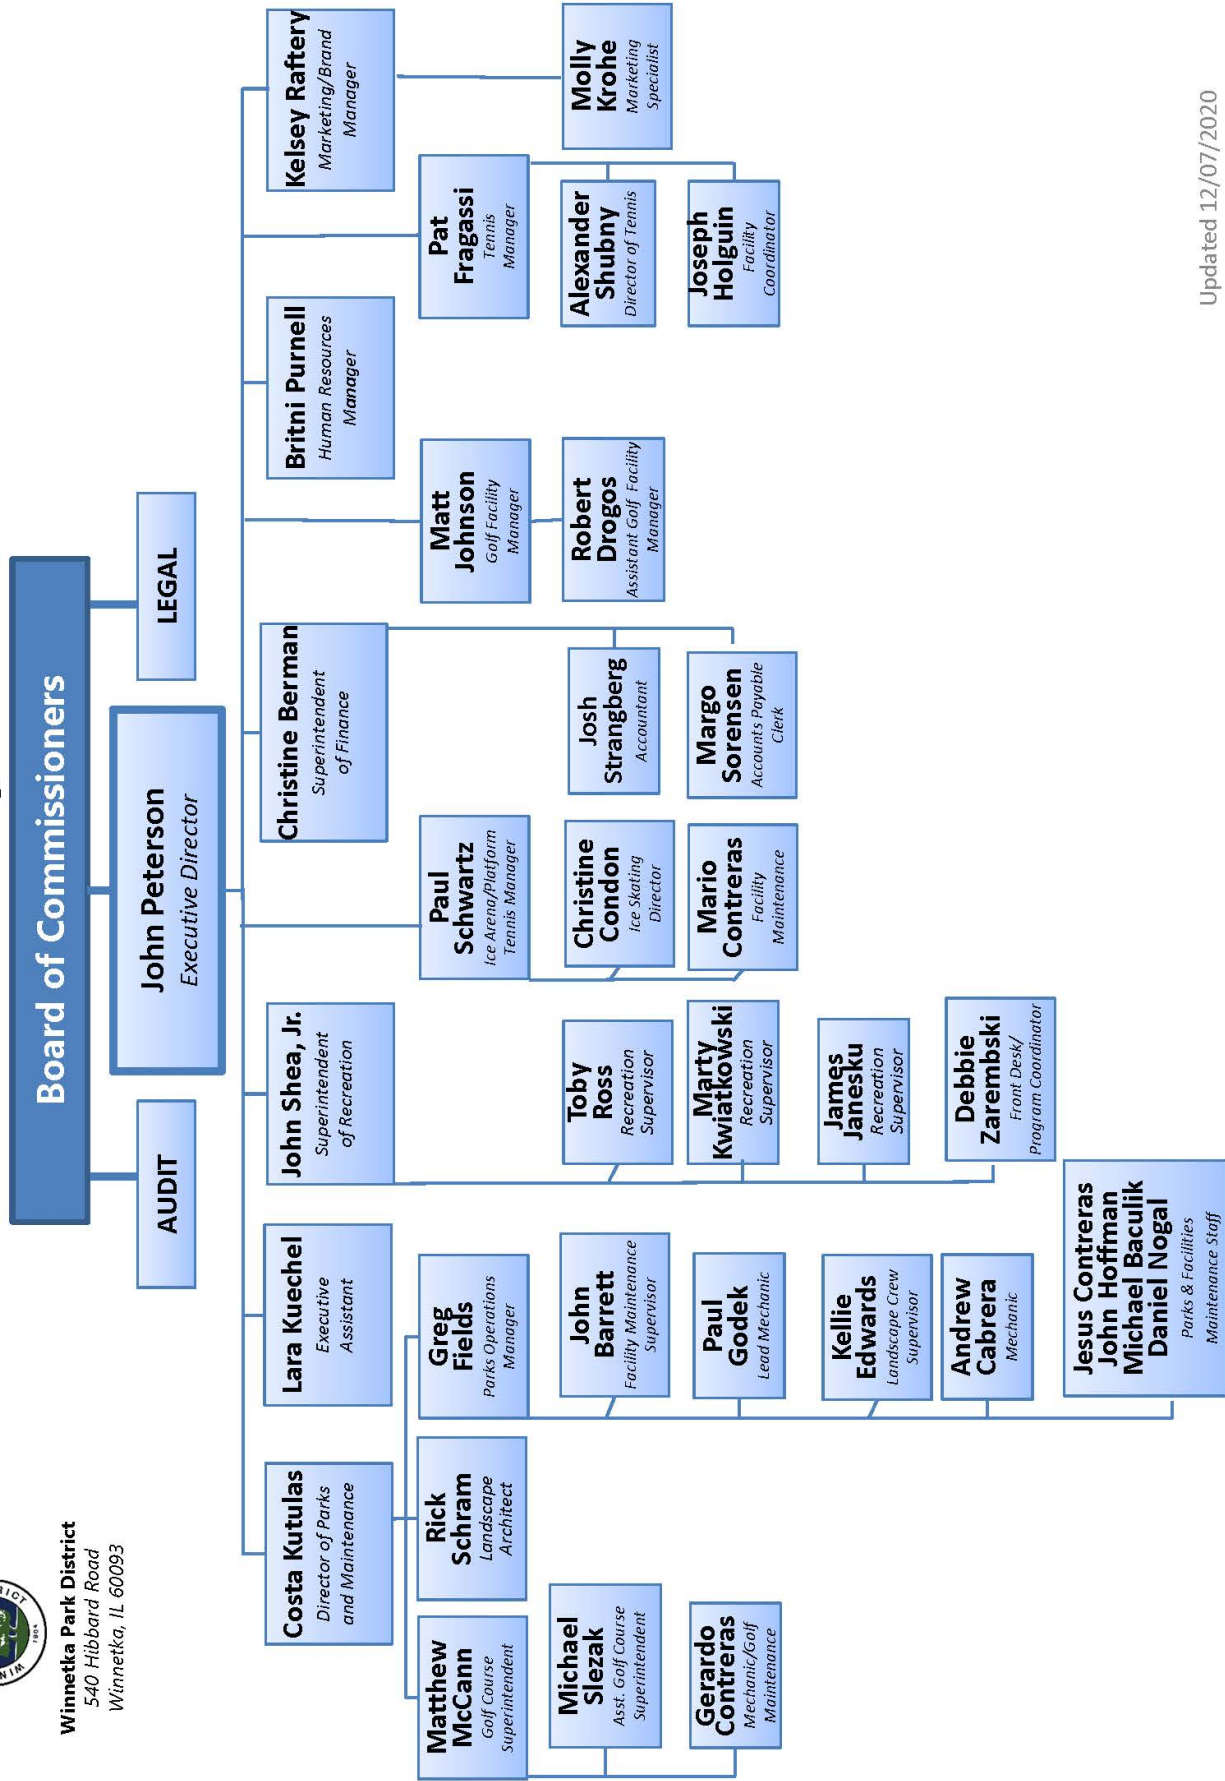 WIN
RICT
1904
Winnetka Park District
540 Hibbard Road
Winnetka, IL 60093
Board of Commissioners
AUDIT
John Peterson
Executive Director
LEGAL
Costa Kutulas
Director of Parks
and Maintenance
Lara Kuechel
Executive
Assistant
John Shea, Jr.
Superintendent
of Recreation
Christine Berman
Superintendent
of Finance
Britni Purnell
Human Resources
Manager
Kelsey Raftery
Marketing/Brand
Manager
Matthew
McCann
Golf Course
Superintendent
Rick
Schram
Landscape
Architect
Greg
Fields
Parks Operations
Manager
Paul
Schwartz
Ice Arena/Platform
Tennis Manager
Matt
Johnson
Golf Facility
Manager
Pat
Fragassi
Tennis
Manager
Michael
Slezak
Asst. Golf Course
Superintendent
John
Barrett
Facility Maintenance
Supervisor
Toby
Ross
Recreation
Supervisor
Christine
Condon
Ice Skating
Director
Josh
Strangberg
Accountant
Robert
Drogos
Assistant Golf Facility
Manager
Alexander
Shubny
Director of Tennis
Molly
Krohe
Marketing
Specialist
Gerardo
Contreras
Mechanic/Golf
Maintenance
Paul
Godek
Lead Mechanic
Marty
Kwiatkowski
Recreation
Supervisor
Mario
Contreras
Facility
Maintenance
Margo
Sorensen
Accounts Payable
Clerk
Joseph
Holguin
Facility
Coordinator
Kellie
Edwards
Landscape Crew
Supervisor
James
Janesku
Recreation
Supervisor
Andrew
Cabrera
Mechanic
Debbie
Zarembski
Front Desk/
Program Coordinator
Jesus Contreras
John Hoffman
Michael Baculik
Daniel Nogal
Parks & Facilities
Maintenance Staff
Updated 12/07/2020